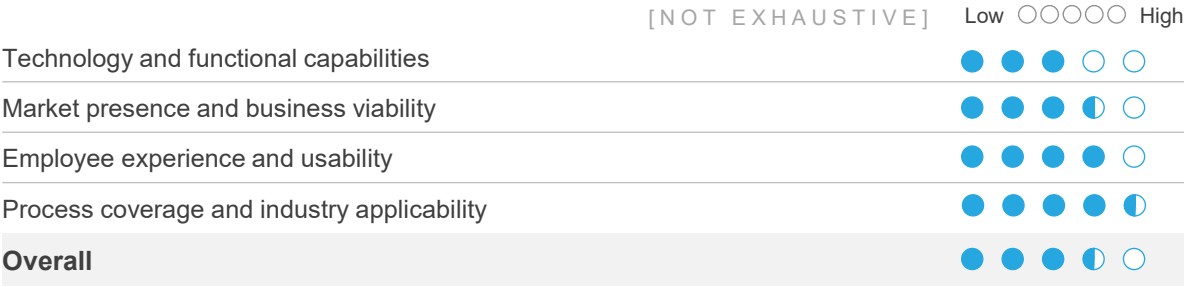 [NOT EXHAUSTIVE] Low High
Technology and functional capabilities
Market presence and business viability
Employee experience and usability
Process coverage and industry applicability
Overall